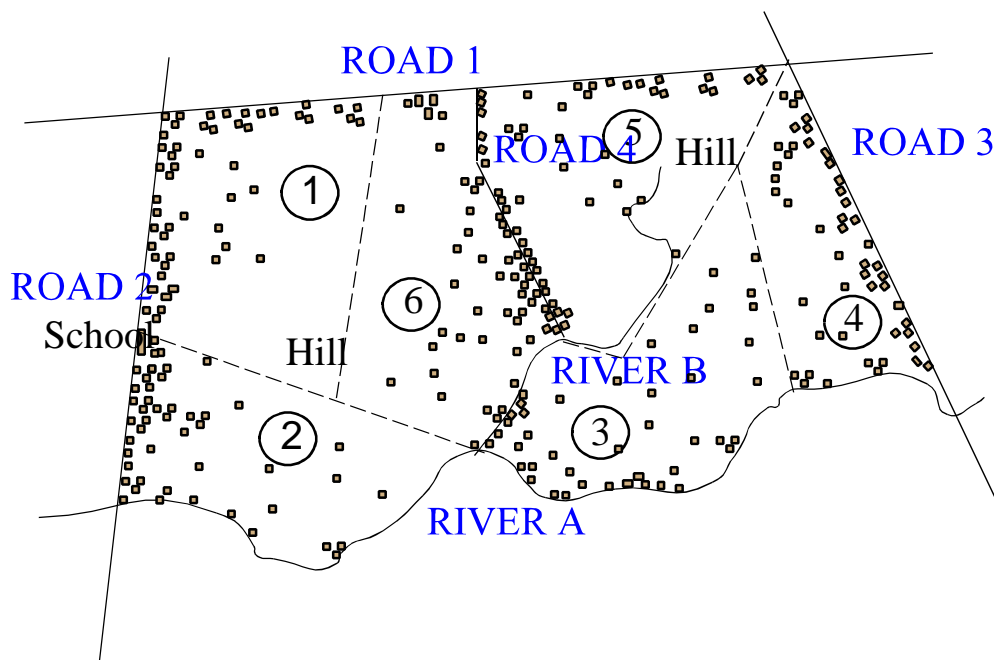 ROAD 1
ROAD 4
5
Hill
ROAD 3
1
ROAD 2
School
6
Hill
4
RIVER B
2
3
RIVER A